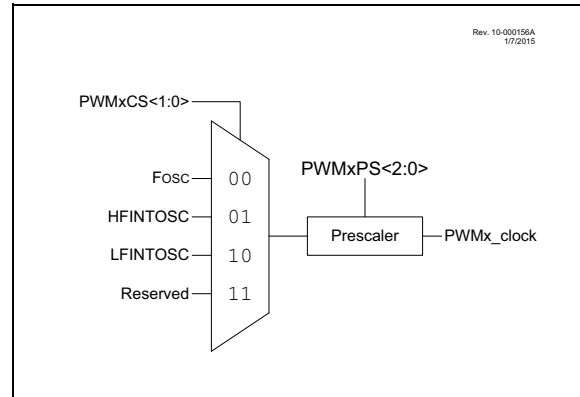 Rev. 10-000156A
1/7/2015
PWMxCS<1:0>
FOSC 00
PWMxPS<2:0>
HFINTOSC 01
Prescaler PWMx_clock
LFINTOSC 10
Reserved 11